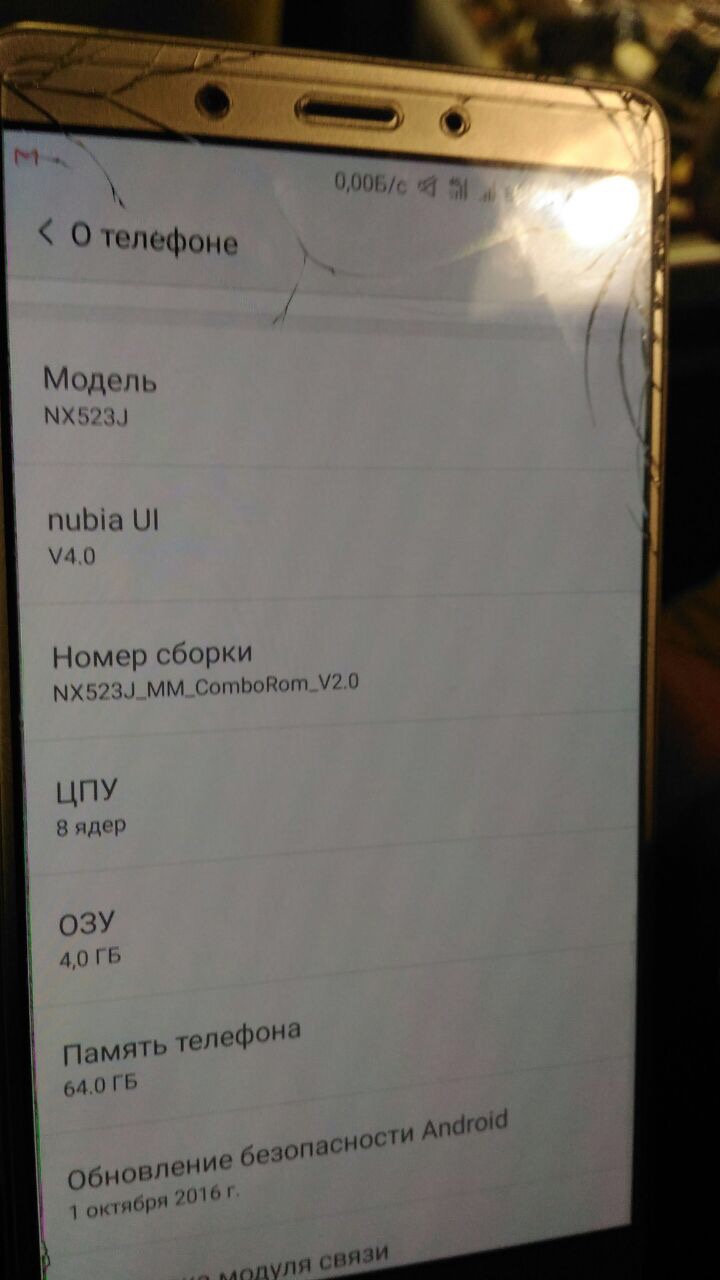 0,00Б/с
О телефоне
Модель
NX523J
nubia UI
V4.0
Номер сборки
NX523J_MM_ComboRom_V2.0
ЦПУ
8 ядер
ОЗУ
4,0 ГБ
Память телефона
64.0 ГБ
Обновление безопасности Android
1 октября 2016 г.
модуля связи